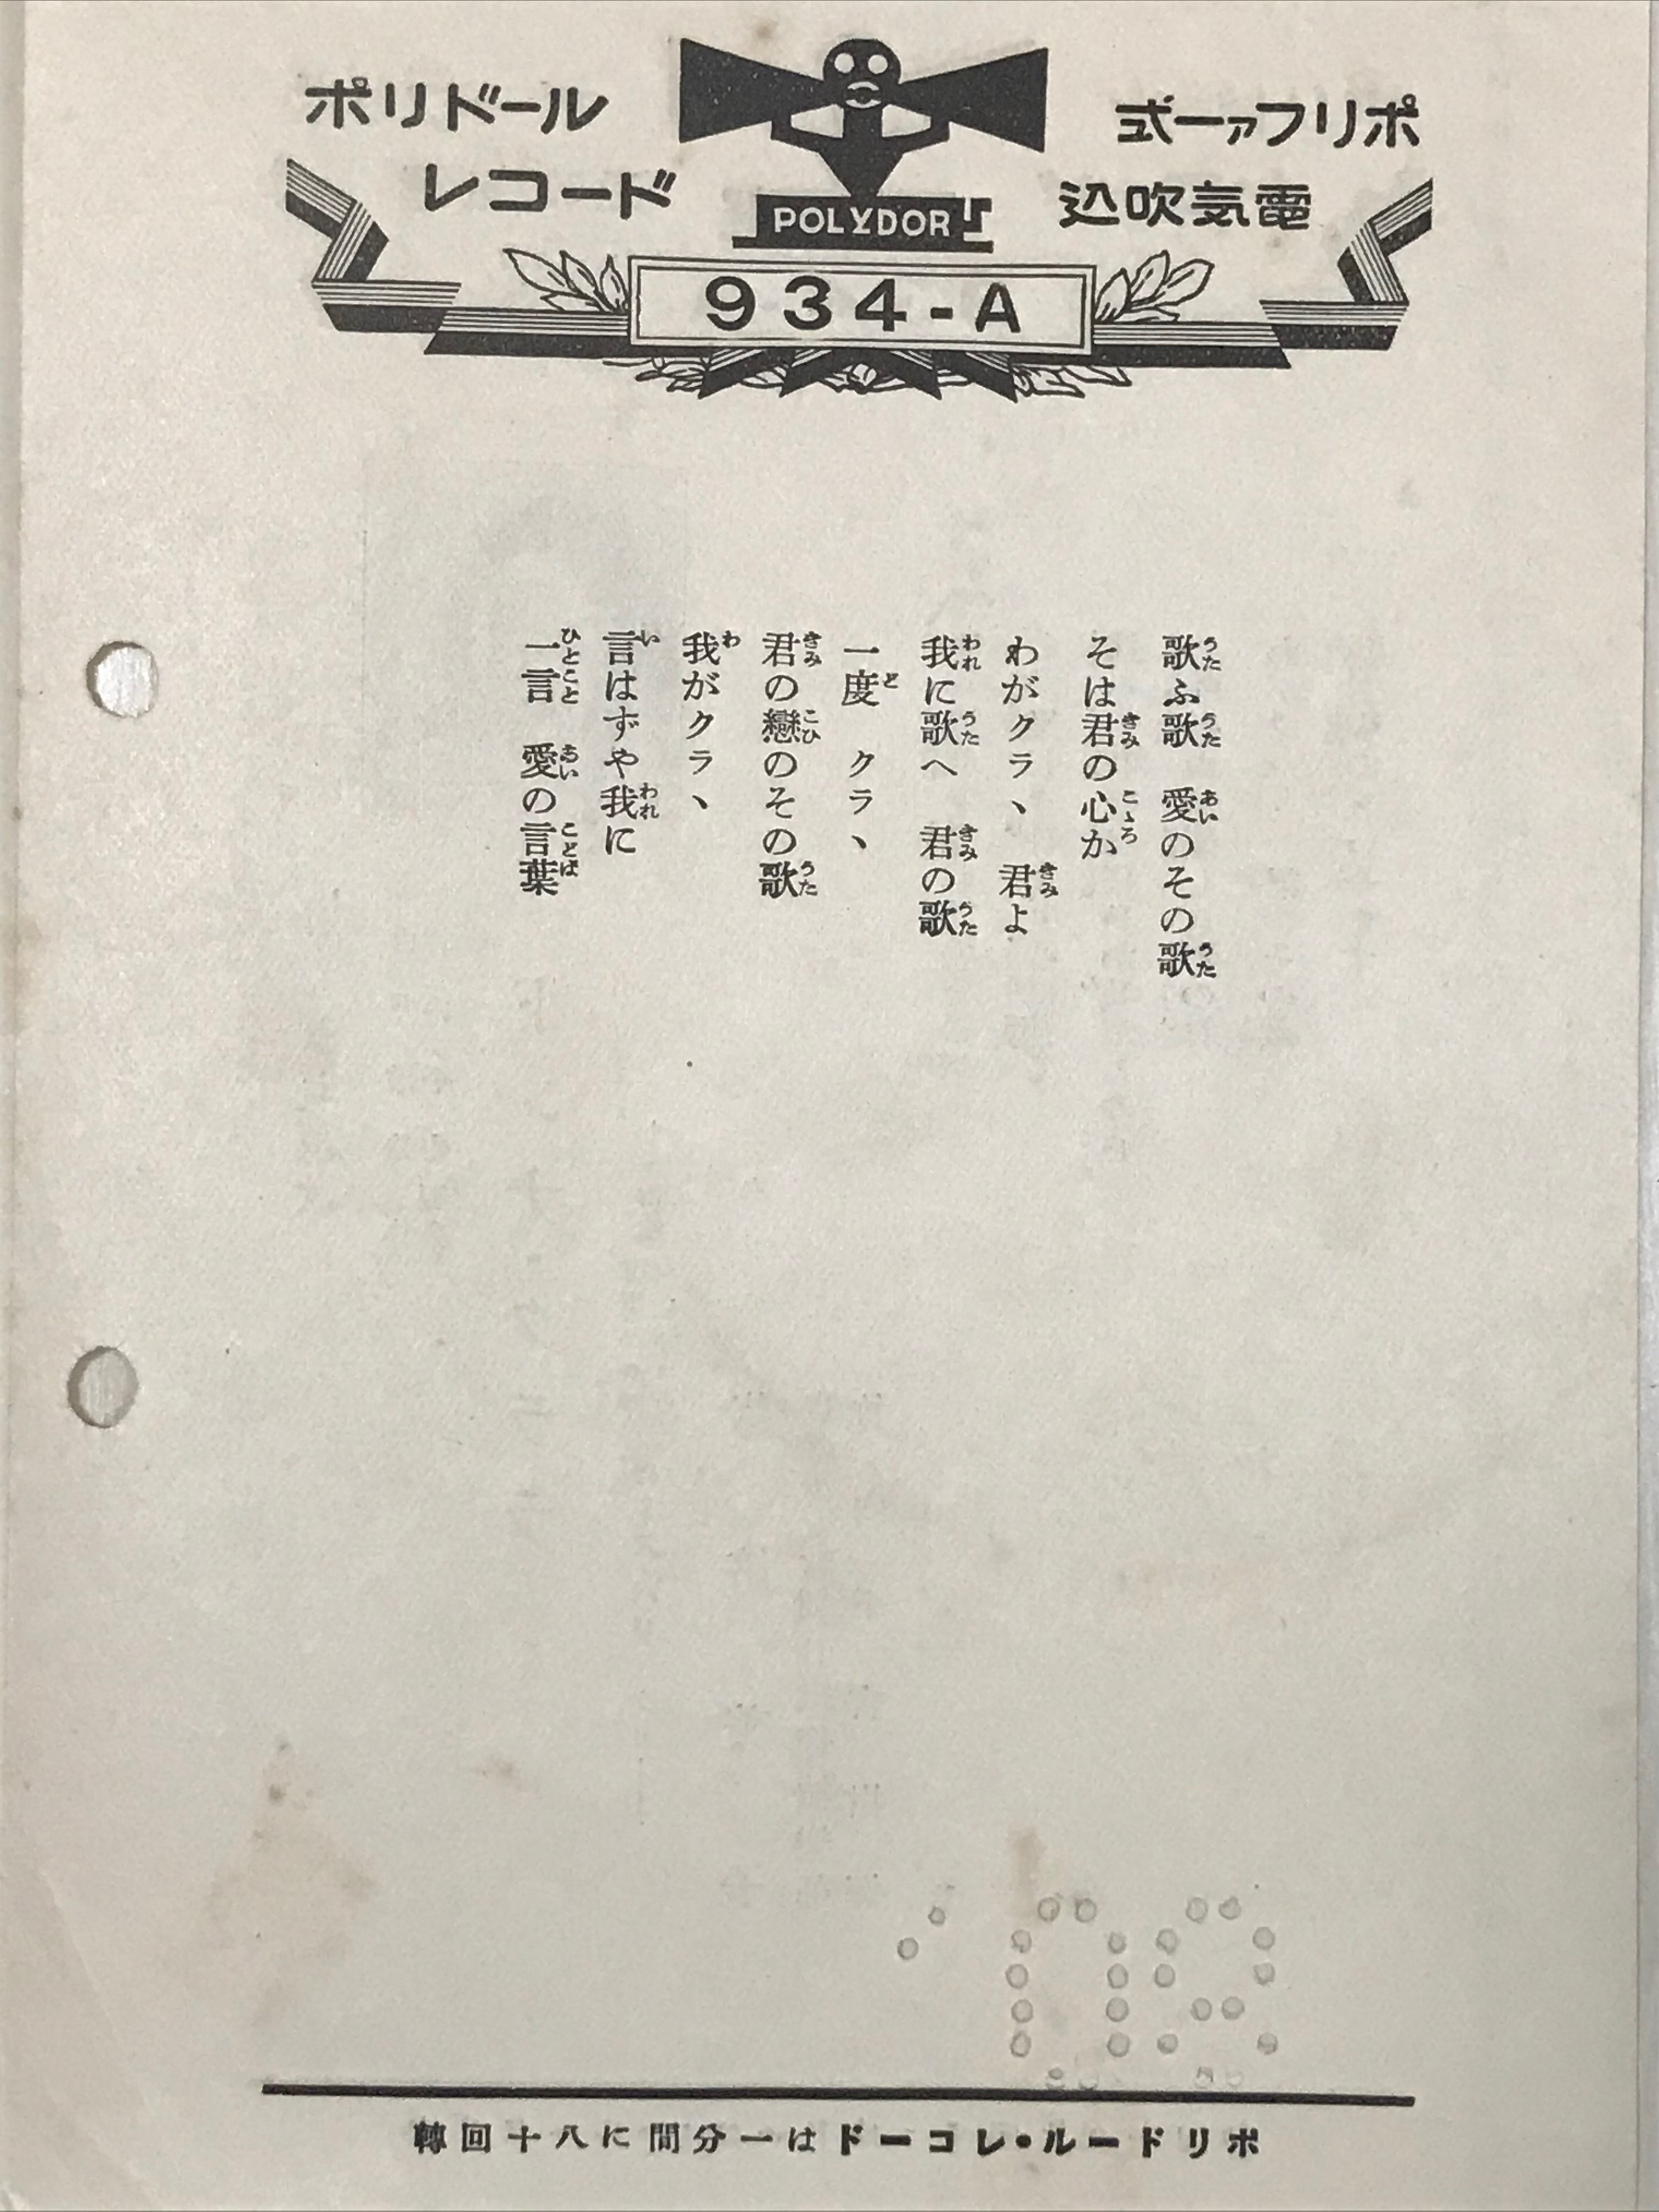 ポリドール
レコード
ポリファー式
電気吹込
POLYDOR
934-A
歌ふ歌　愛のその歌
そは君の心か
わがクラヽ　君よ
我に歌へ　君の歌
一度　クラヽ
君の戀のその歌
我がクラヽ
言はずや我に
一言　愛の言葉
ポリドール・レコードは一分間に八十回轉